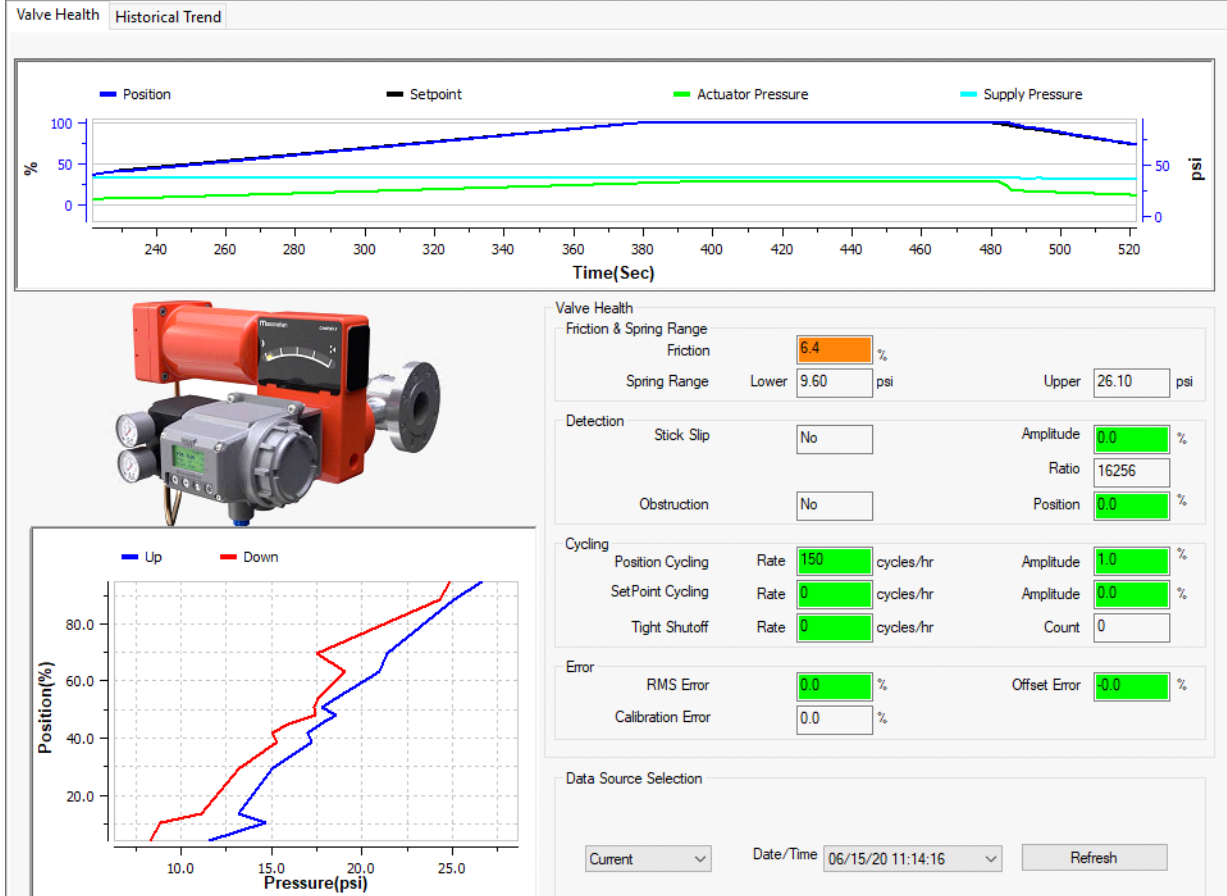 Valve Health Historical Trend
Position Setpoint Actuator Pressure Supply Pressure
100
50 50
0 0
% psi
240 260 280 300 320 340 360 380 400 420 440 460 480 500 520
Time(Sec)
Masoneilan
Valve Health
Friction & Spring Range
Friction 6.4 %
Spring Range Lower 9.60 psi Upper 26.10 psi
Detection
Stick Slip No Amplitude 0.0 %
Ratio 16256
Obstruction No Position 0.0 %
Cycling
Position Cycling Rate 150 cycles/hr Amplitude 1.0 %
SetPoint Cycling Rate 0 cycles/hr Amplitude 0.0 %
Tight Shutoff Rate 0 cycles/hr Count 0
Error
RMS Error 0.0 % Offset Error -0.0 %
Calibration Error 0.0 %
Up Down
80.0
60.0
40.0
20.0
Position(%)
10.0 15.0 20.0 25.0
Pressure(psi)
Data Source Selection
Current Date/Time 06/15/20 11:14:16 Refresh